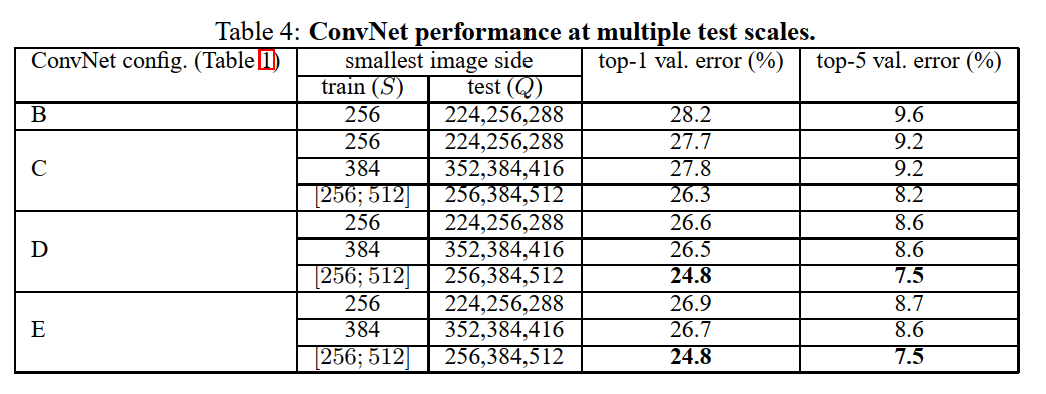 Table 4: ConvNet performance at multiple test scales.
ConvNet config. (Table 1) smallest image side top-1 val. error (%) top-5 val. error (%)
train (S) test (Q)
B 256 224,256,288 28.2 9.6
256 224,256,288 27.7 9.2
C 384 352,384,416 27.8 9.2
[256; 512] 256,384,512 26.3 8.2
256 224,256,288 26.6 8.6
D 384 352,384,416 26.5 8.6
[256; 512] 256,384,512 24.8 7.5
256 224,256,288 26.9 8.7
E 384 352,384,416 26.7 8.6
[256; 512] 256,384,512 24.8 7.5